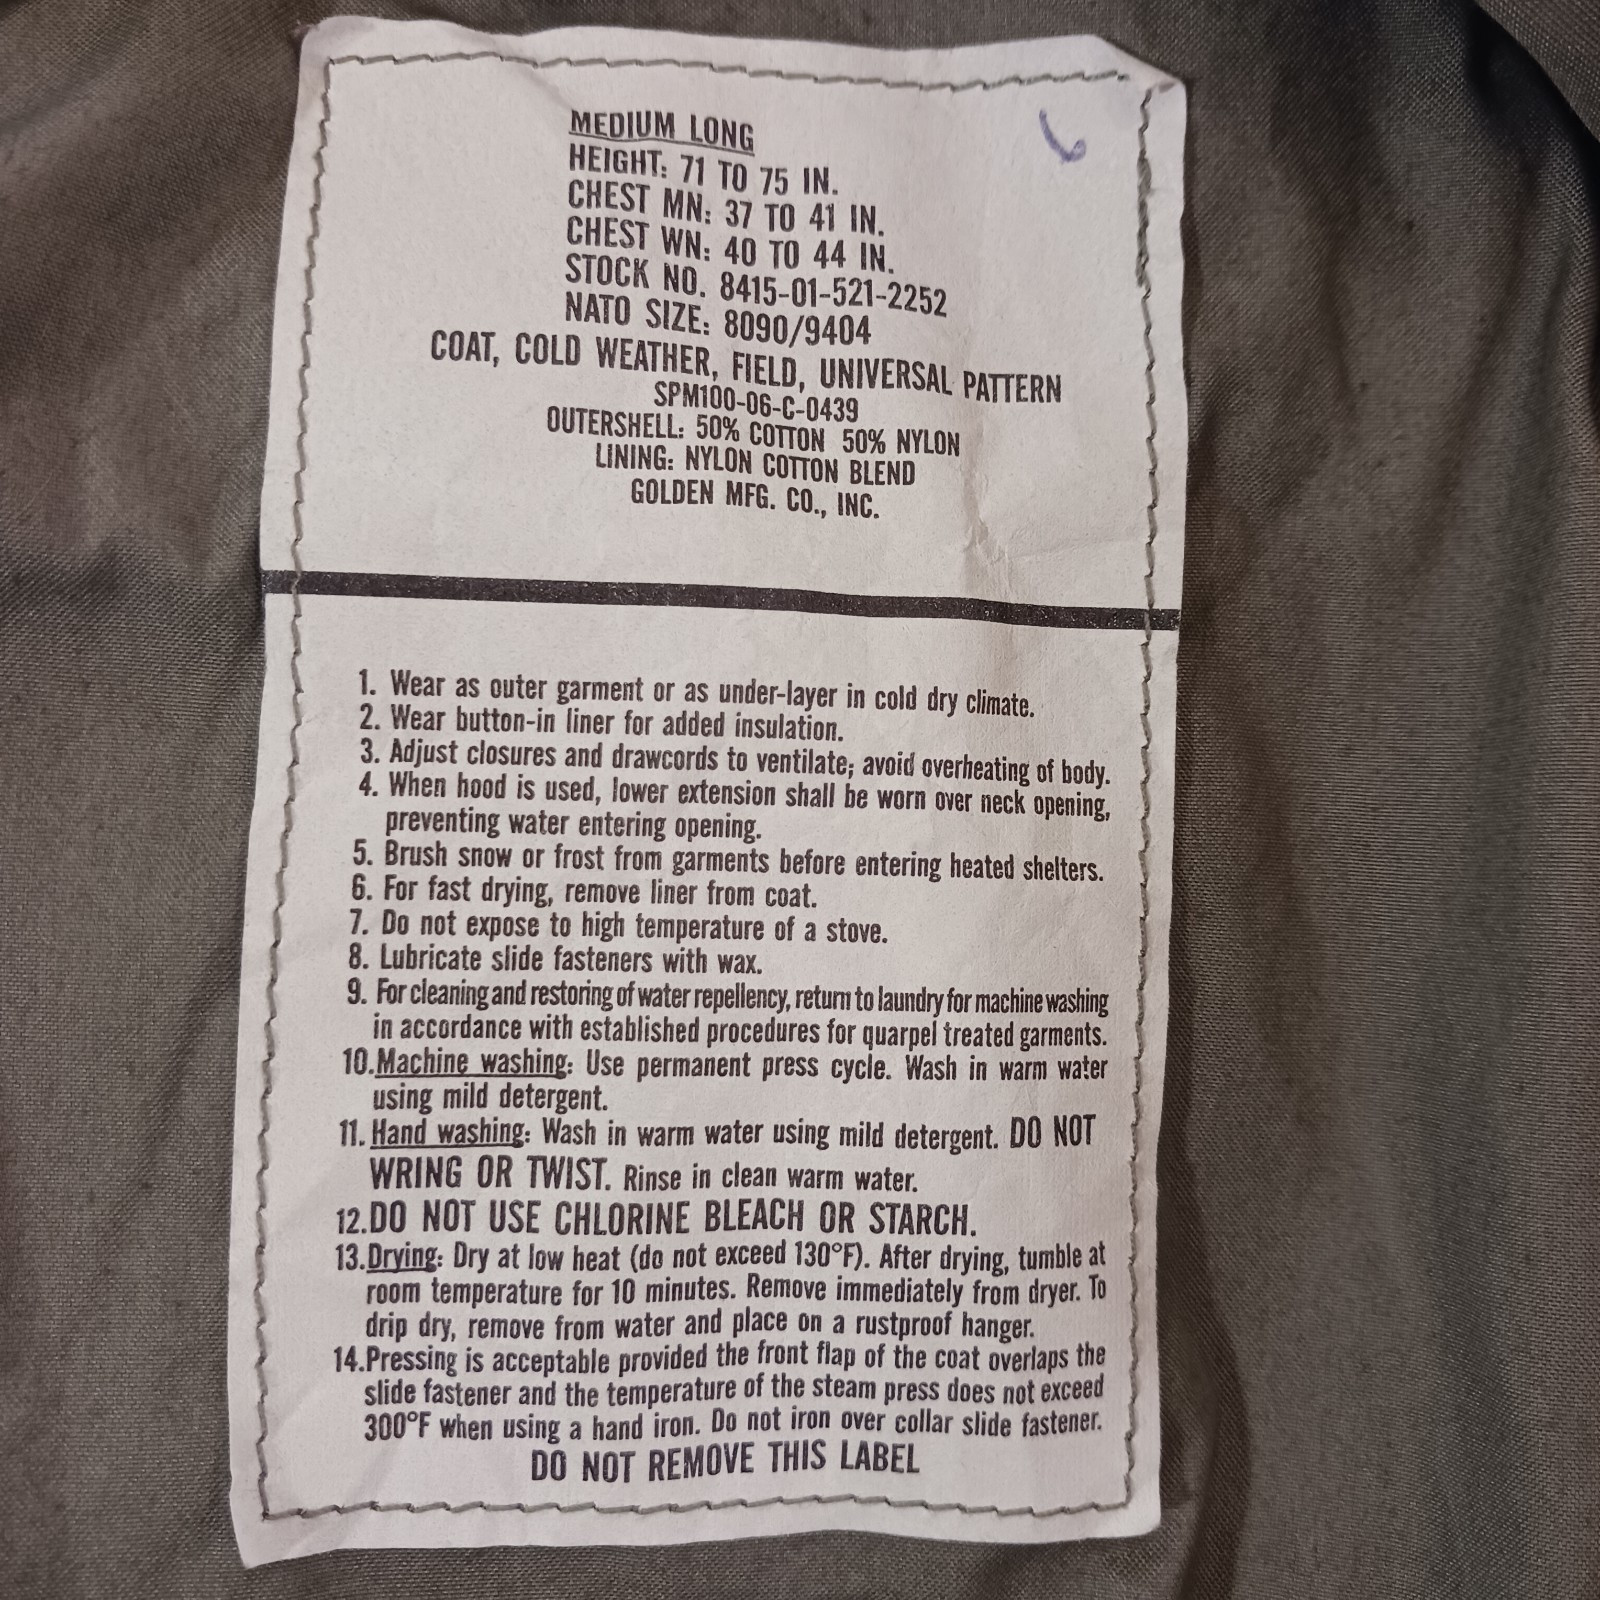 MEDIUM LONG
HEIGHT: 71 TO 75 IN.
CHEST MN: 37 TO 41 IN.
CHEST WN: 40 TO 44 IN.
STOCK NO. 8415-01-521-2252
NATO SIZE: 8090/9404
COAT, COLD WEATHER, FIELD, UNIVERSAL PATTERN
SPM100-06-C-0439
OUTERSHELL: 50% COTTON 50% NYLON
LINING: NYLON COTTON BLEND
GOLDEN MFG. CO., INC.
1. Wear as outer garment or as under-layer in cold dry climate.
2. Wear button-in liner for added insulation.
3. Adjust closures and drawcords to ventilate; avoid overheating of body.
4. When hood is used, lower extension shall be worn over neck opening,
preventing water entering opening.
5. Brush snow or frost from garments before entering heated shelters.
6. For fast drying, remove liner from coat.
7. Do not expose to high temperature of a stove.
8. Lubricate slide fasteners with wax.
9. For cleaning and restoring of water repellency, return to laundry for machine washing
in accordance with established procedures for quarpel treated garments.
10.Machine washing: Use permanent press cycle. Wash in warm water
using mild detergent.
11. Hand washing: Wash in warm water using mild detergent. DO NOT
WRING OR TWIST. Rinse in clean warm water.
12.DO NOT USE CHLORINE BLEACH OR STARCH.
13.Drying: Dry at low heat (do not exceed 130°F). After drying, tumble at
room temperature for 10 minutes. Remove immediately from dryer. To
drip dry, remove from water and place on a rustproof hanger.
14.Pressing is acceptable provided the front flap of the coat overlaps the
slide fastener and the temperature of the steam press does not exceed
300°F when using a hand iron. Do not iron over collar slide fastener.
DO NOT REMOVE THIS LABEL